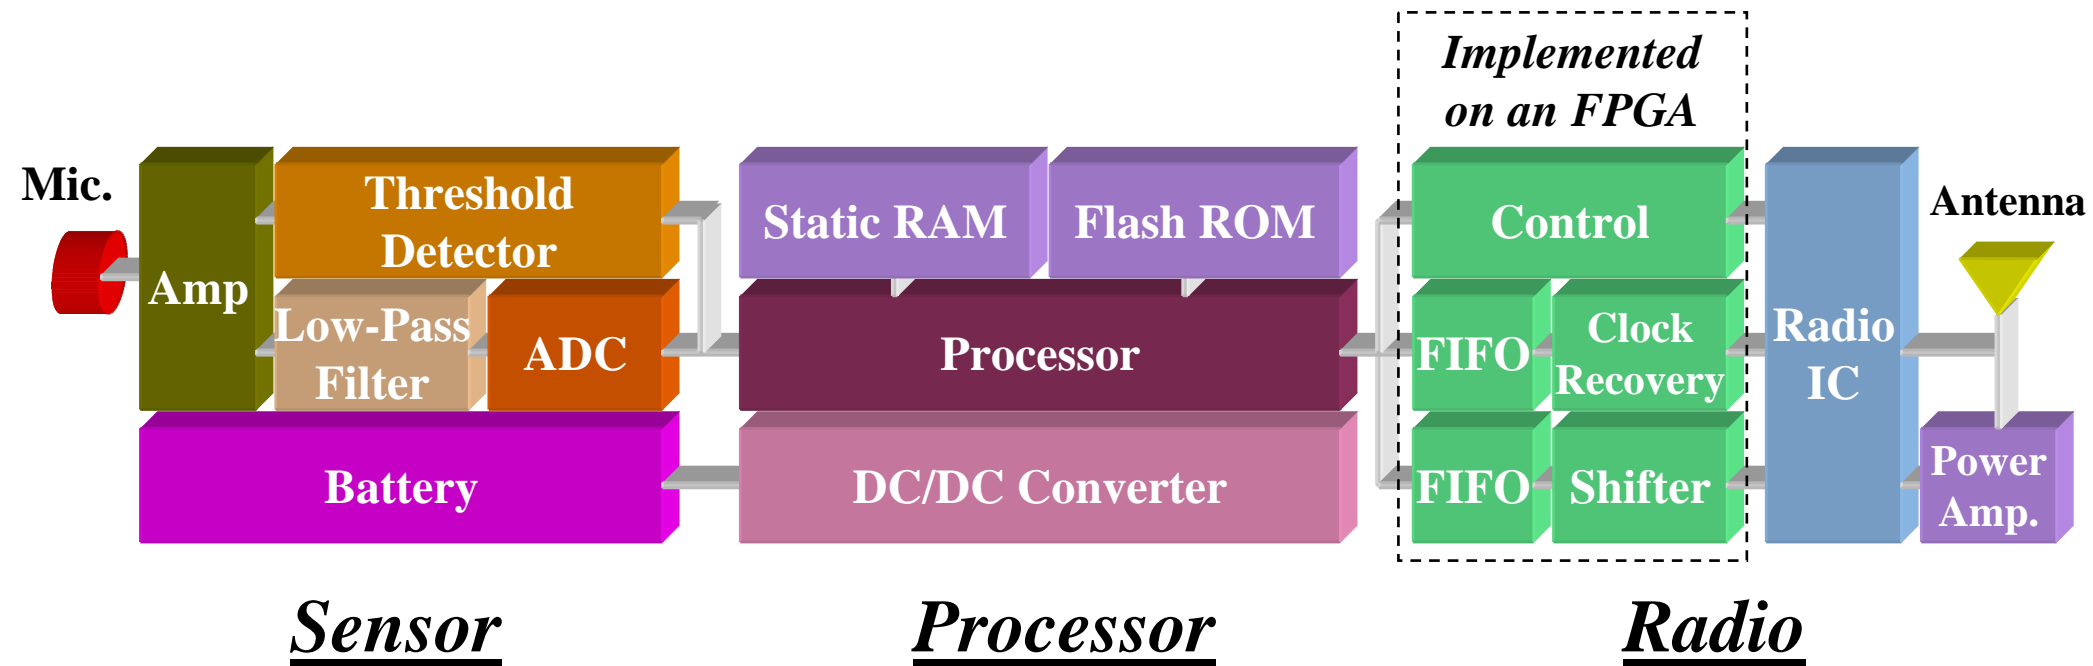 Implemented
on an FPGA
Mic.
Amp
Threshold
Detector
Low-Pass
Filter
ADC
Battery
Static RAM
Flash ROM
Processor
DC/DC Converter
Control
FIFO
Clock
Recovery
FIFO
Shifter
Radio
IC
Antenna
Power
Amp.
Sensor
Processor
Radio